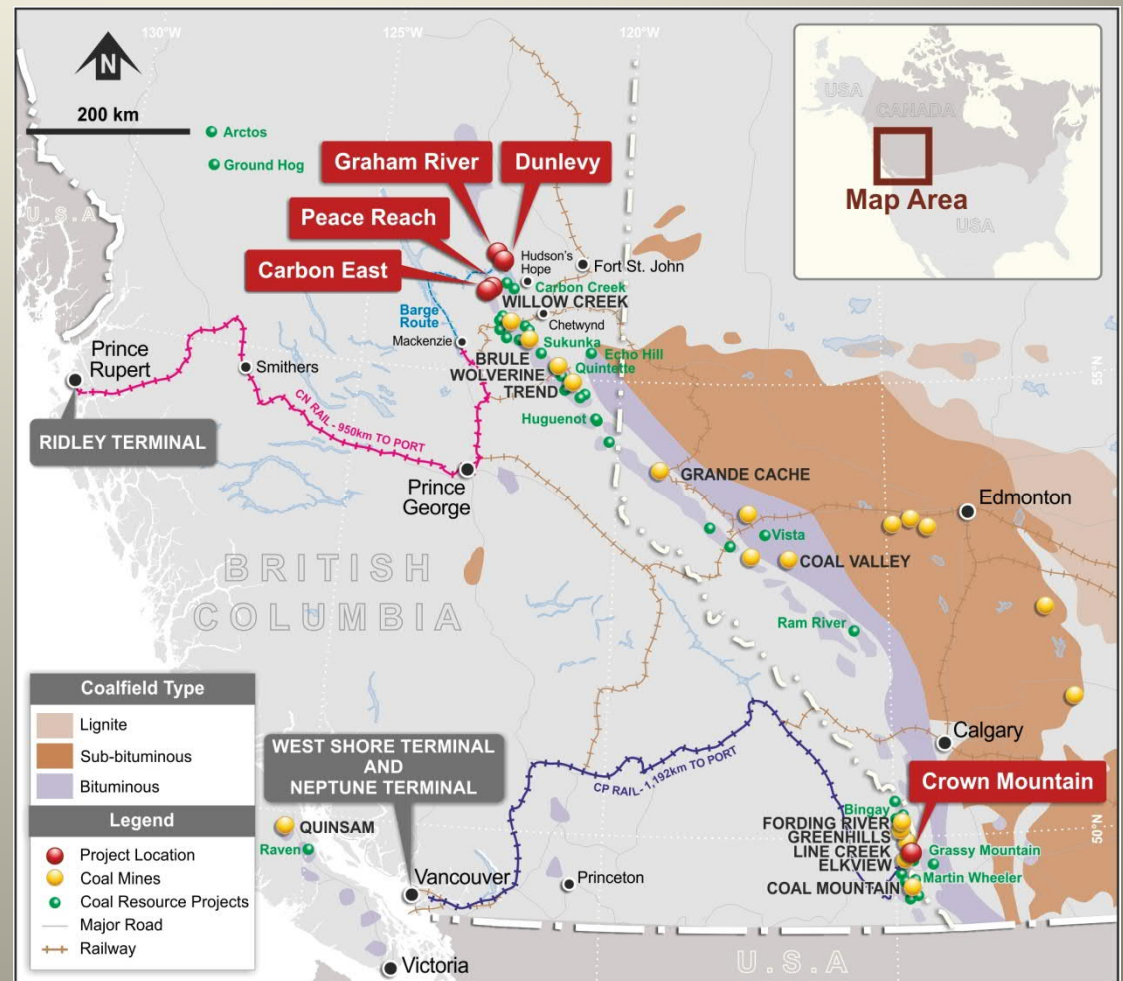 130°W
125°W
120°W
N
200 km
Arctos
Ground Hog
USA
CANADA
Map Area
USA
U.S.A
Graham River
Dunlevy
Peace Reach
Carbon East
Hudson's
Hope
Fort St. John
Carbon Creek
WILLOW CREEK
Barge
Route
Chetwynd
Mackenzie
Sukunka
Prince
Rupert
Smithers
BRULE
Echo Hill
Quintette
WOLVERINE
TREND
55°N
RIDLEY TERMINAL
CN RAIL - 950km TO PORT
Huguenot
Prince
George
GRANDE CACHE
Edmonton
Vista
COAL VALLEY
BRITISH
COLUMBIA
Ram River
Coalfield Type
Lignite
Sub-bituminous
Bituminous
Legend
Project Location
Coal Mines
Coal Resource Projects
Major Road
Railway
WEST SHORE TERMINAL
AND
NEPTUNE TERMINAL
CP RAIL - 1,192km TO PORT
Calgary
Crown Mountain
QUINSAM
Raven
Bingay
FORDING RIVER
GREENHILLS
LINE CREEK
Grassy Mountain
ELKVIEW
Martin Wheeler
COAL MOUNTAIN
50°N
Vancouver
Princeton
Victoria
U.S.A